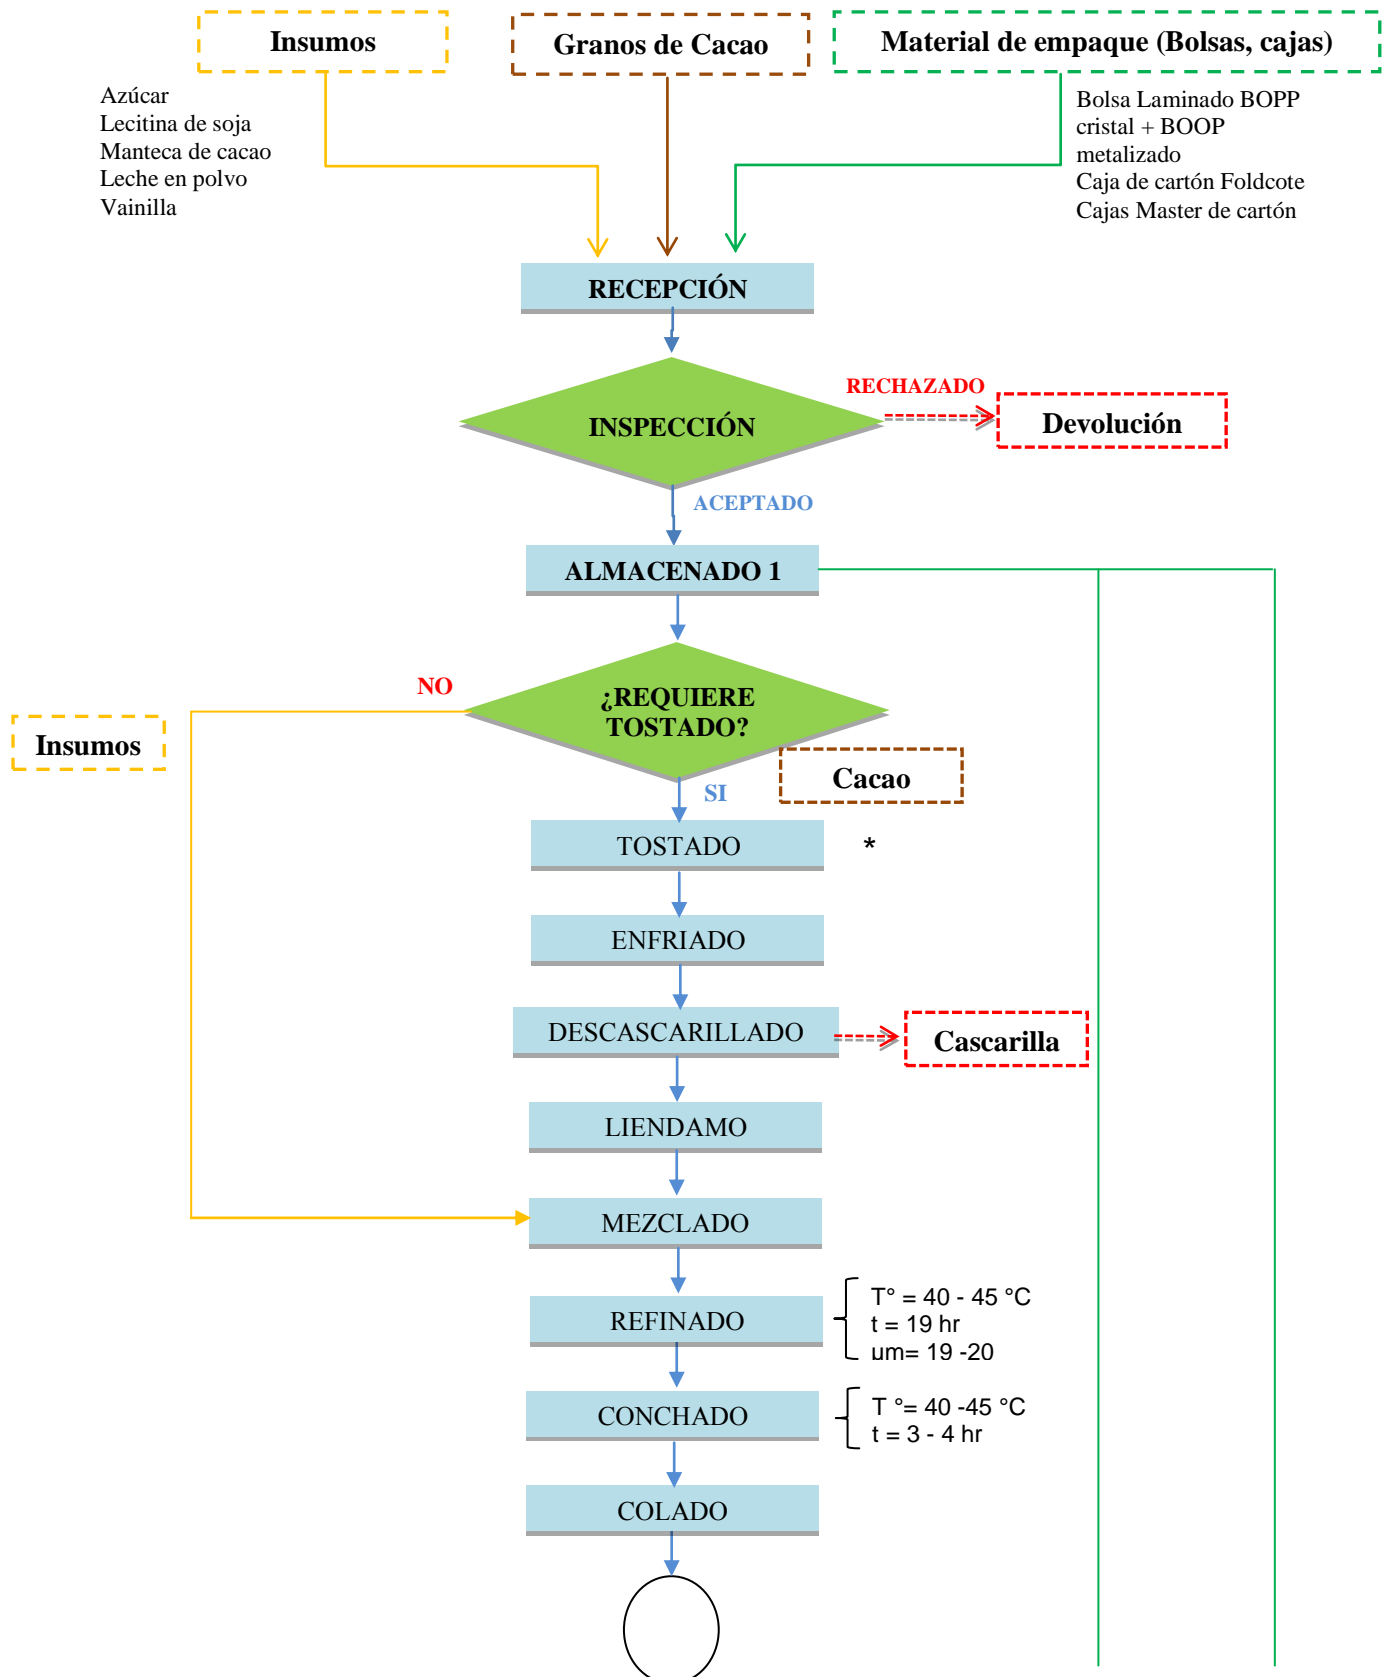 Insumos
Granos de Cacao
Material de empaque (Bolsas, cajas)
Azúcar
Lecitina de soja
Manteca de cacao
Leche en polvo
Vainilla
Bolsa Laminado BOPP
cristal + BOOP
metalizado
Caja de cartón Foldcote
Cajas Master de cartón
RECEPCIÓN
INSPECCIÓN
RECHAZADO
Devolución
ACEPTADO
ALMACENADO 1
¿REQUIERE
TOSTADO?
NO
Insumos
Cacao
SI
TOSTADO
*
ENFRIADO
DESCASCARILLADO
Cascarilla
LIENDAMO
MEZCLADO
REFINADO
T° = 40 - 45 °C
t = 19 hr
µm= 19 -20
CONCHADO
T °= 40 -45 °C
t = 3 - 4 hr
COLADO